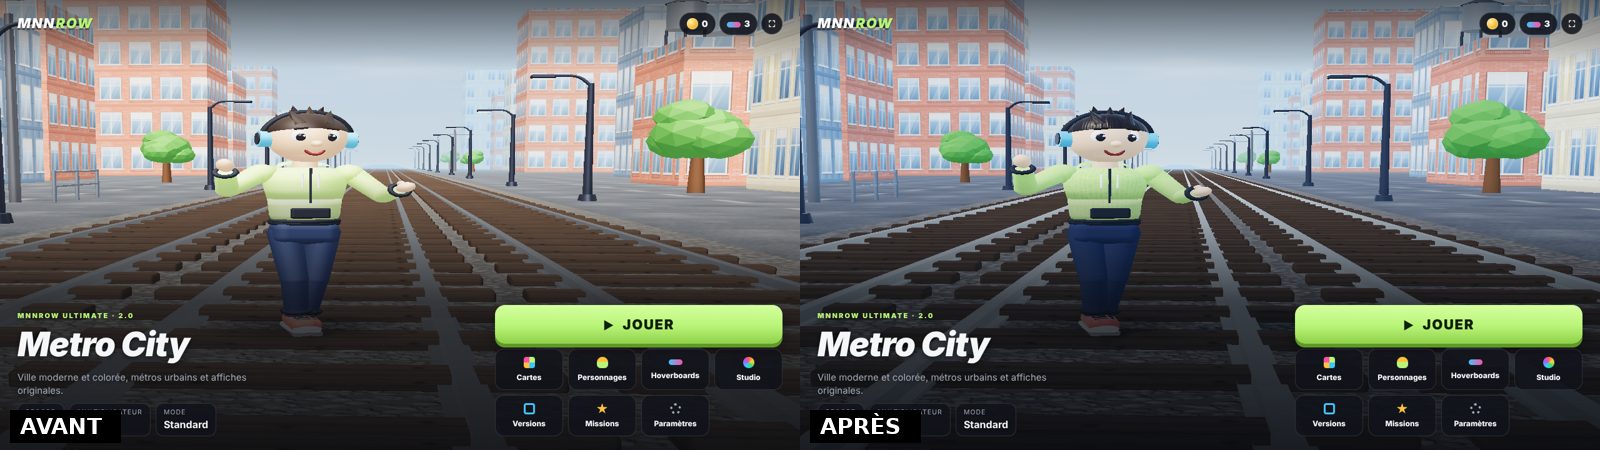 MNNROW
0
3
MNNROW ULTIMATE · 2.0
Metro City
Ville moderne et colorée, métros urbains et affiches
originales.
MODE
Standard
JOUER
Cartes
Personnages
Hoverboards
Studio
Versions
Missions
Paramètres
AVANT
MNNROW
0
3
MNNROW ULTIMATE · 2.0
Metro City
Ville moderne et colorée, métros urbains et affiches
originales.
MODE
Standard
JOUER
Cartes
Personnages
Hoverboards
Studio
Versions
Missions
Paramètres
APRÈS